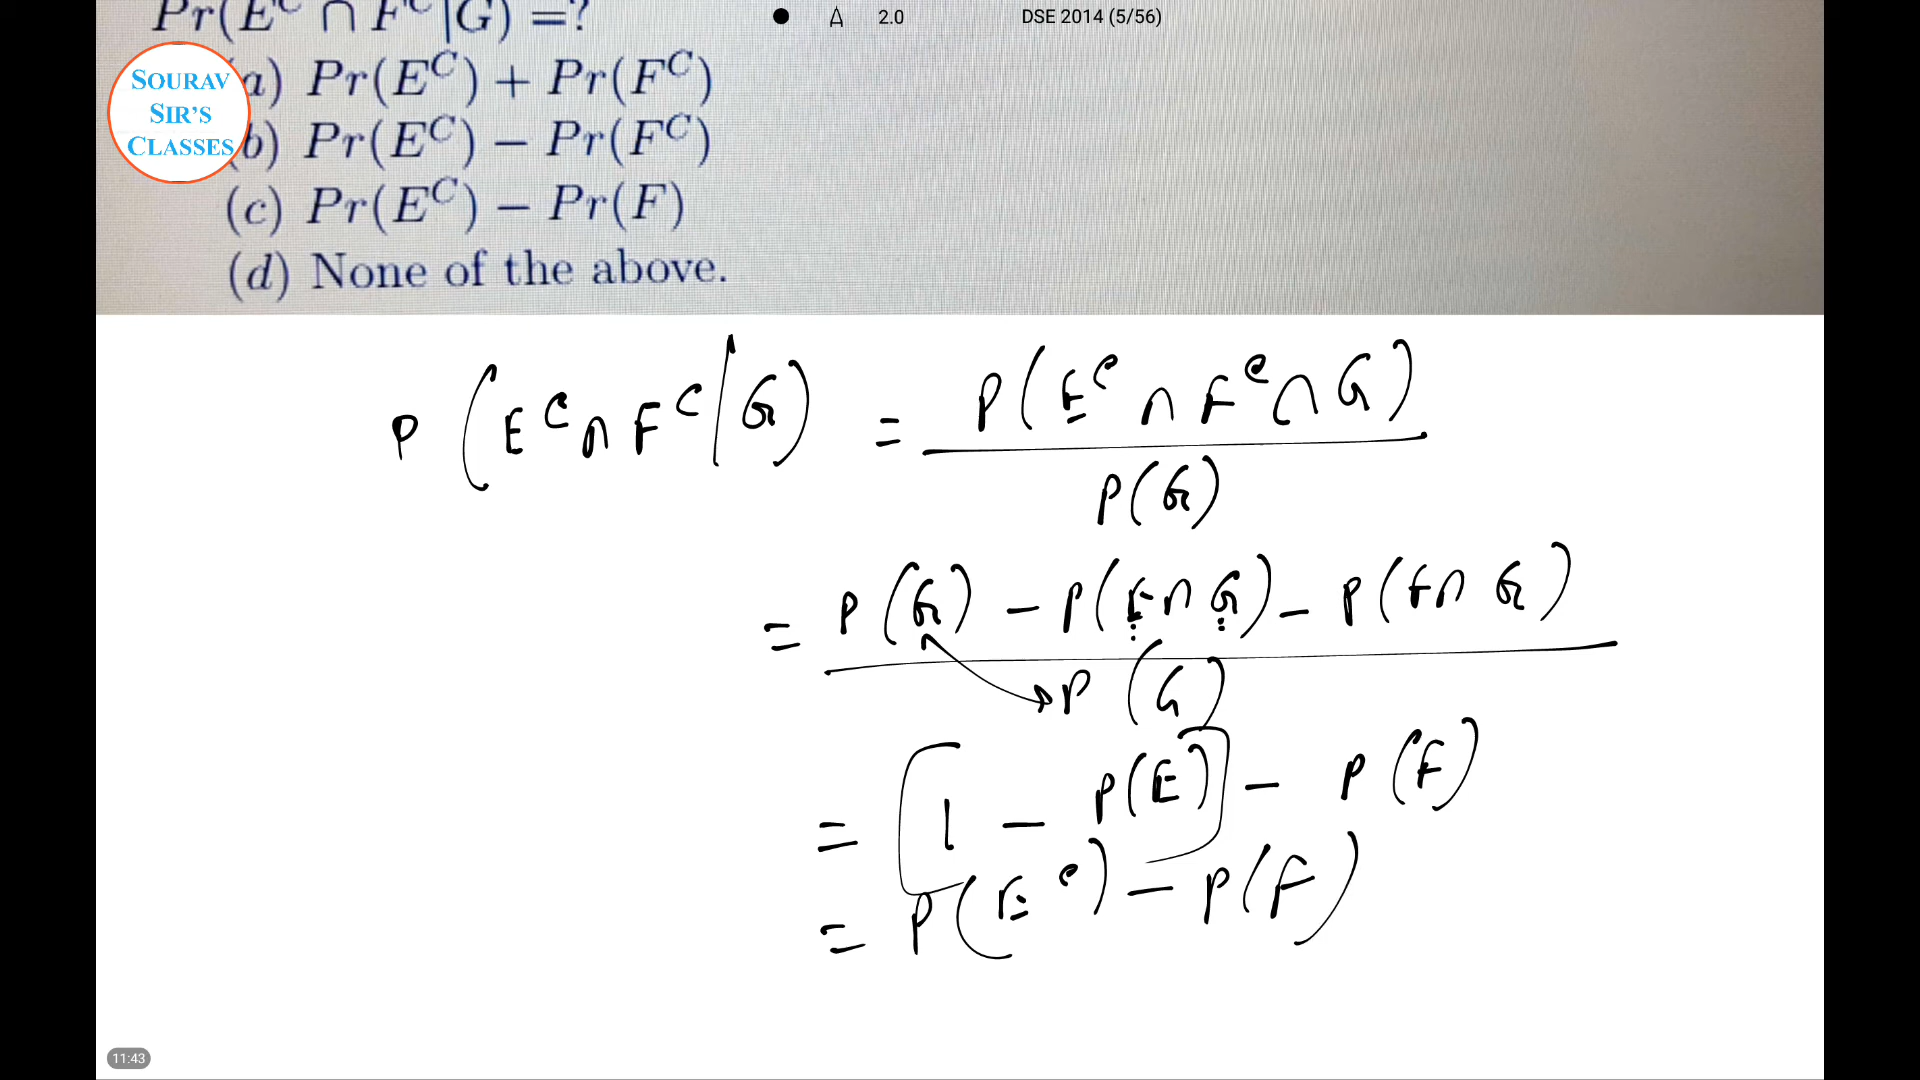 Pr(E^C ∩ F^C |G) =?
● A 2.0 DSE 2014 (5/56)
SOURAV
SIR'S
CLASSES
a) Pr(E^C) + Pr(F^C)
b) Pr(E^C) − Pr(F^C)
(c) Pr(E^C) − Pr(F)
(d) None of the above.
P (E^C ∩ F^C | G) = P(E^C ∩ F^C ∩ G)
P(G)
= P(G) − P(E ∩ G) − P(F ∩ G)
P (G)
= [1 − P(E)] − P(F)
= P(E^C) − P(F)
11:43